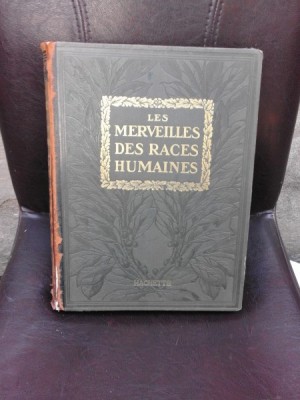 LES
MERVEILLES
DES RACES
HUMAINES
HACHETTE